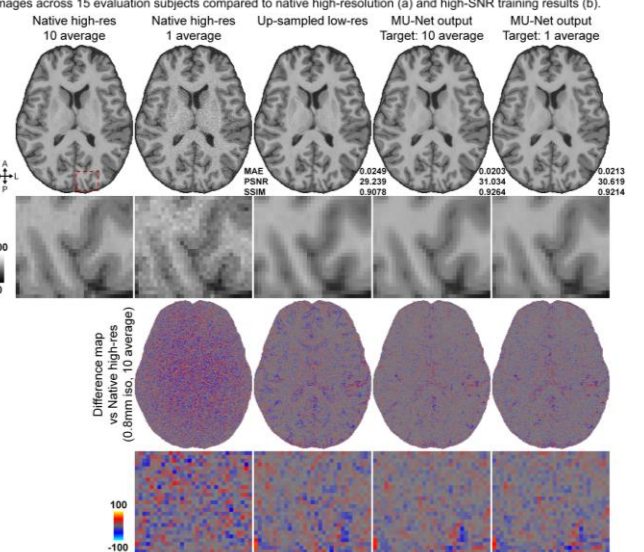 mages across 15 evaluation subjects compared to native high-resolution (a) and high-SNR training results (b).
Native high-res
10 average
Native high-res
1 average
Up-sampled low-res
MU-Net output
Target: 10 average
MU-Net output
Target: 1 average
A
L
P
MAE 0.0249 0.0203 0.0213
PSNR 29.239 31.034 30.619
SSIM 0.9078 0.9264 0.9214
00
0
Difference map
vs Native high-res
(0.8mm iso, 10 average)
100
-100